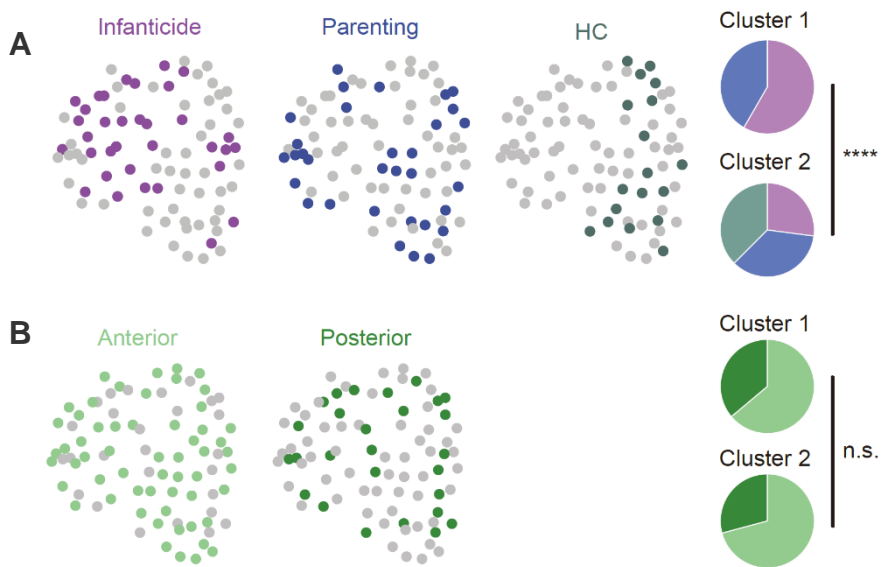 A
Infanticide
Parenting
HC
Cluster 1
Cluster 2
****
B
Anterior
Posterior
Cluster 1
Cluster 2
n.s.